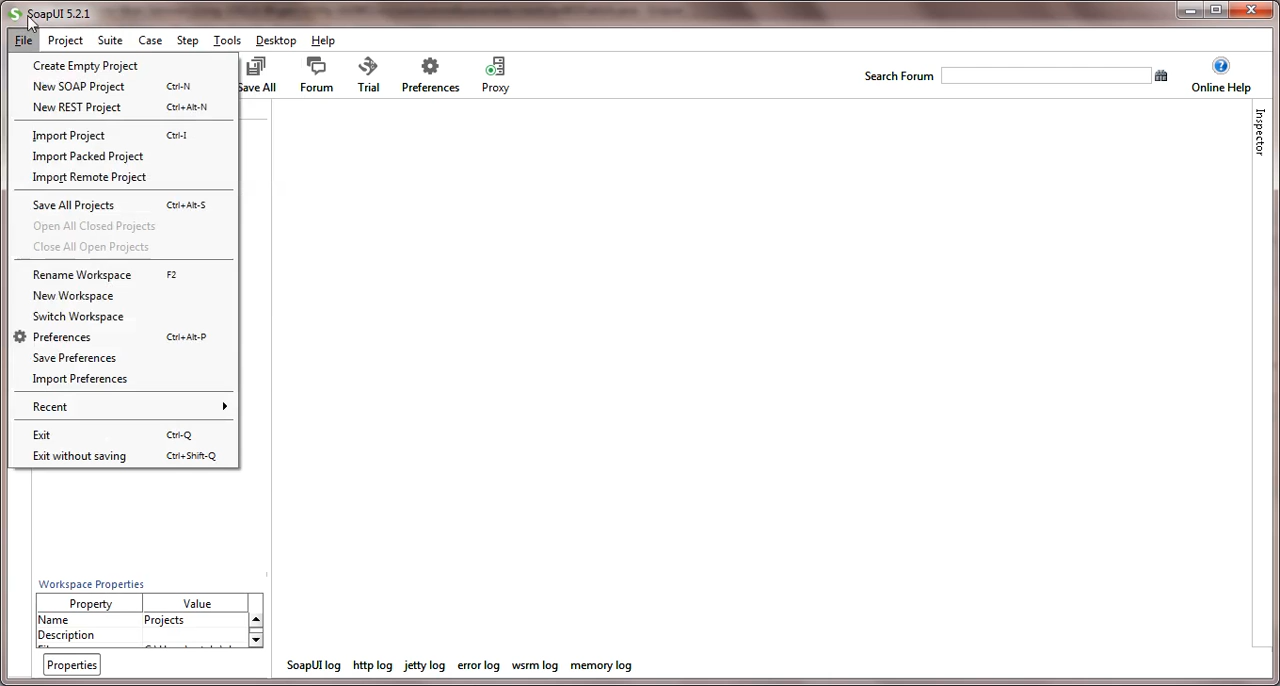 SoapUI 5.2.1
File Project Suite Case Step Tools Desktop Help
Save All Forum Trial Preferences Proxy Search Forum Online Help
Create Empty Project
New SOAP Project Ctrl-N
New REST Project Ctrl+Alt-N
Import Project Ctrl-I
Import Packed Project
Import Remote Project
Save All Projects Ctrl+Alt-S
Open All Closed Projects
Close All Open Projects
Rename Workspace F2
New Workspace
Switch Workspace
Preferences Ctrl+Alt-P
Save Preferences
Import Preferences
Recent
Exit Ctrl-Q
Exit without saving Ctrl+Shift-Q
Inspector
Workspace Properties
Property Value
Name Projects
Description
Properties
SoapUI log http log jetty log error log wsrm log memory log